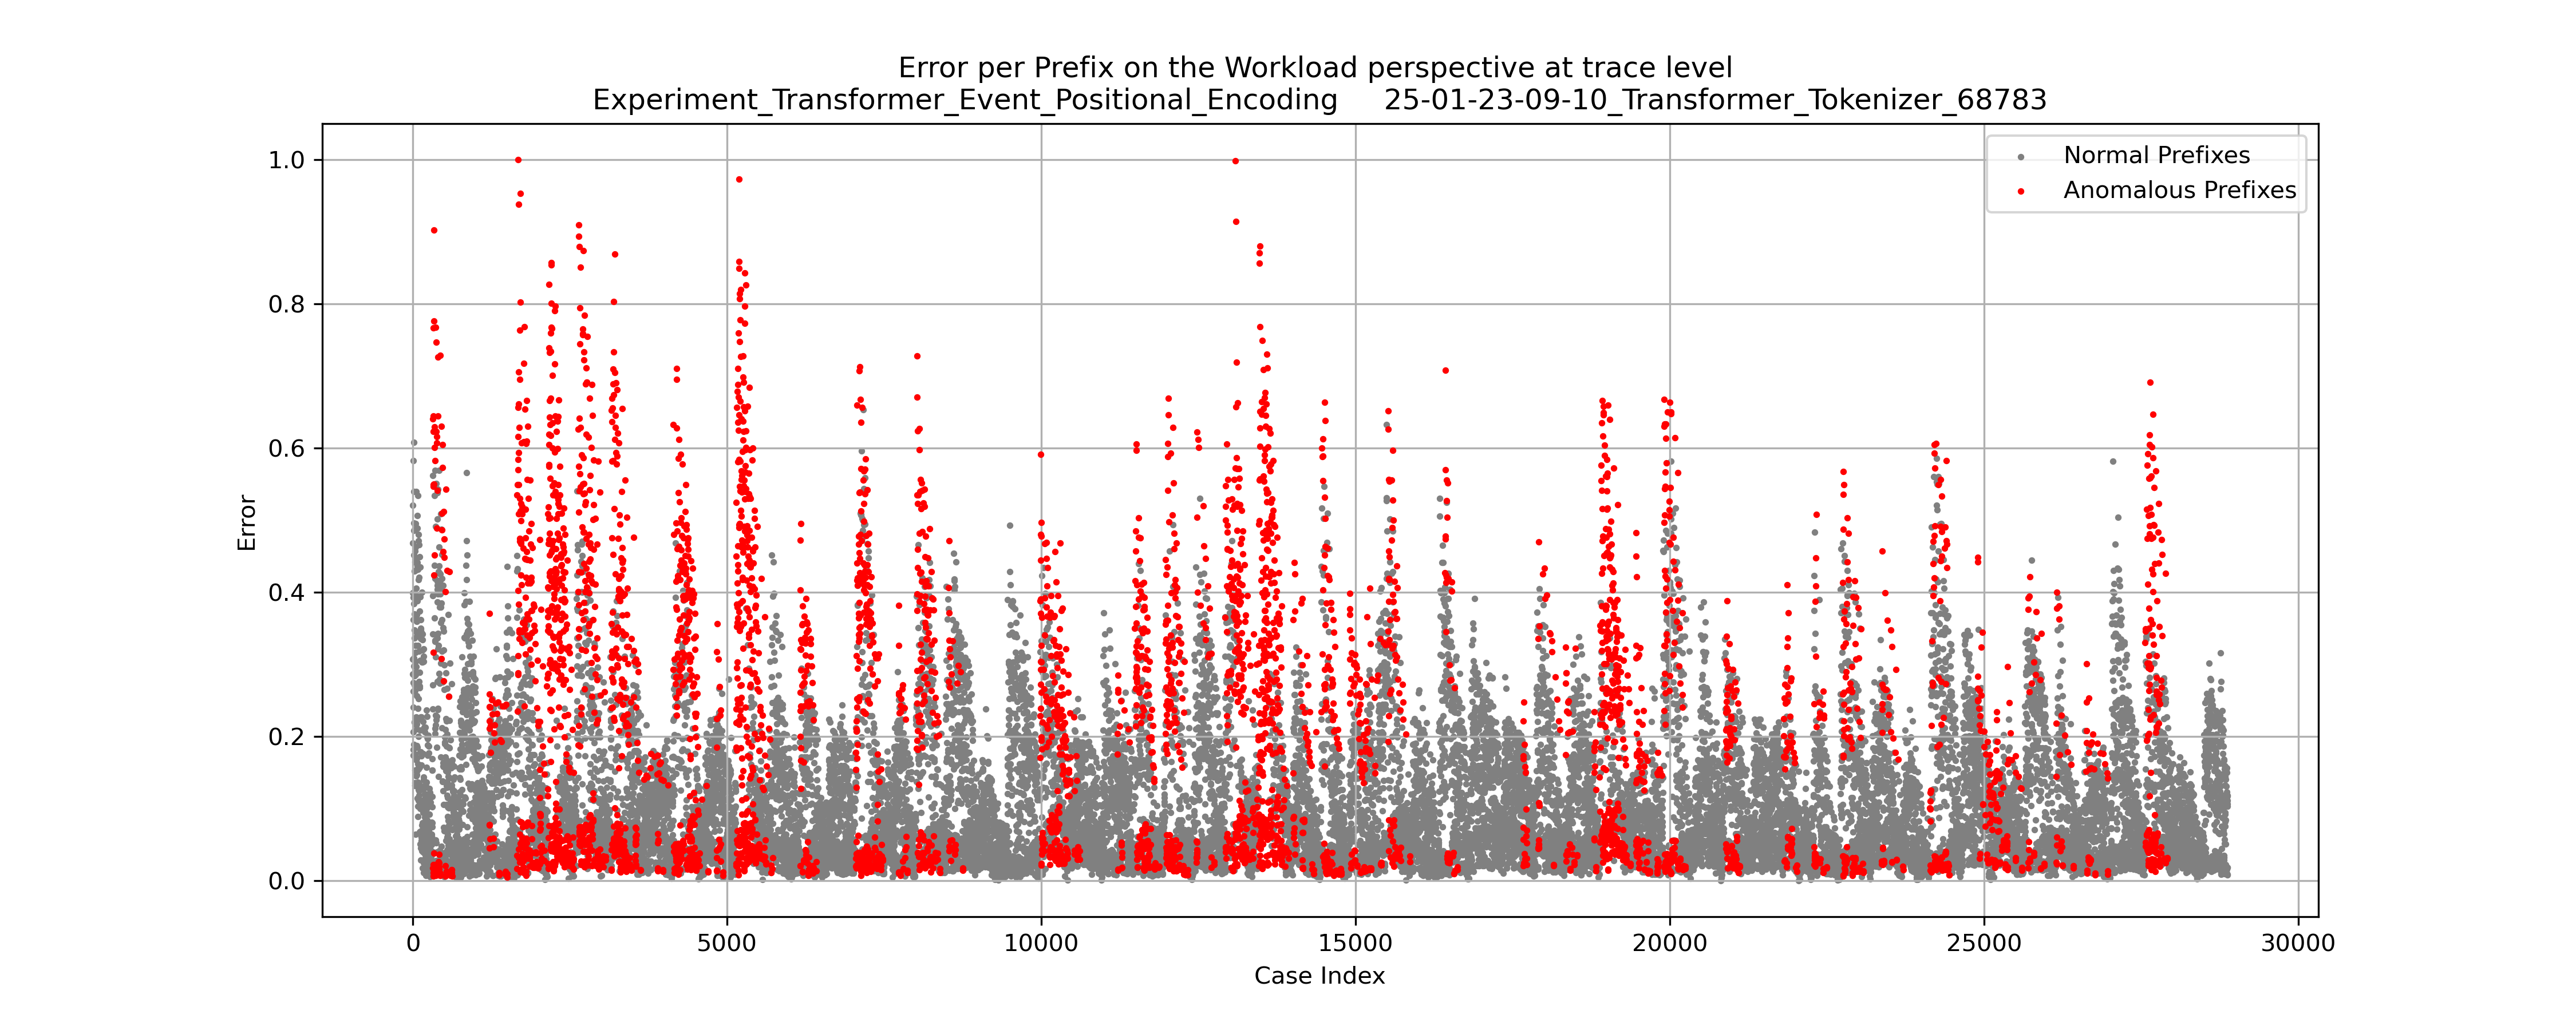 Error per Prefix on the Workload perspective at trace level
Experiment_Transformer_Event_Positional_Encoding     25-01-23-09-10_Transformer_Tokenizer_68783
Normal Prefixes
Anomalous Prefixes
1.0
0.8
0.6
0.4
0.2
0.0
Error
0 5000 10000 15000 20000 25000 30000
Case Index